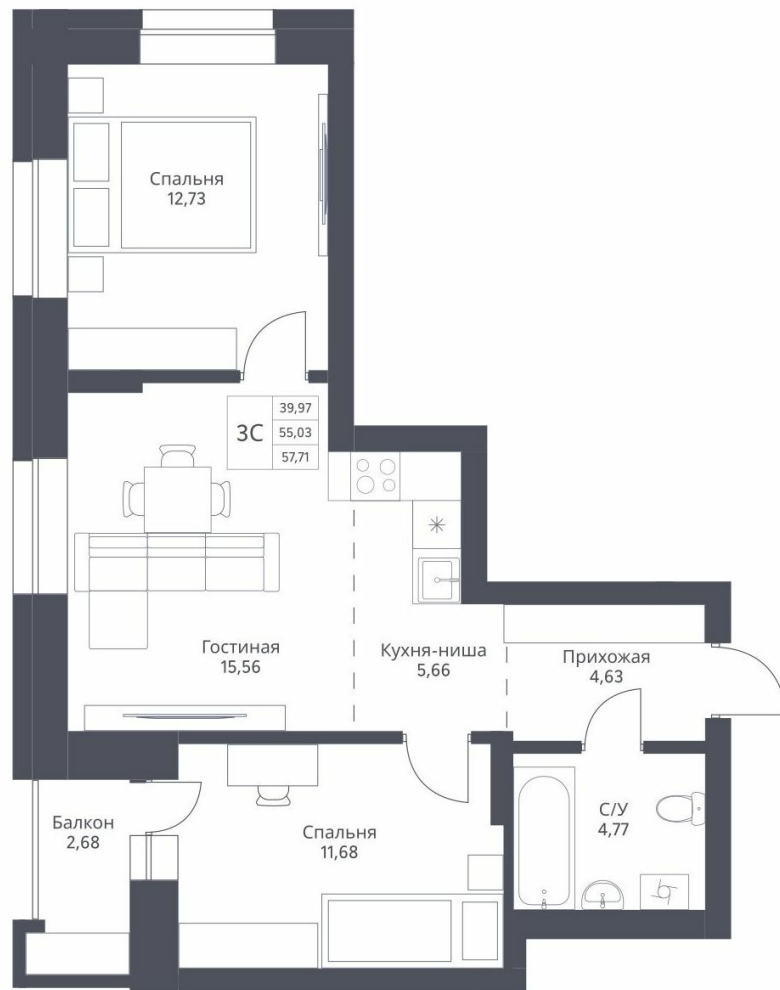 Спальня
12,73
3С
39,97
55,03
57,71
Гостиная
15,56
Кухня-ниша
5,66
Прихожая
4,63
Балкон
2,68
Спальня
11,68
С/У
4,77